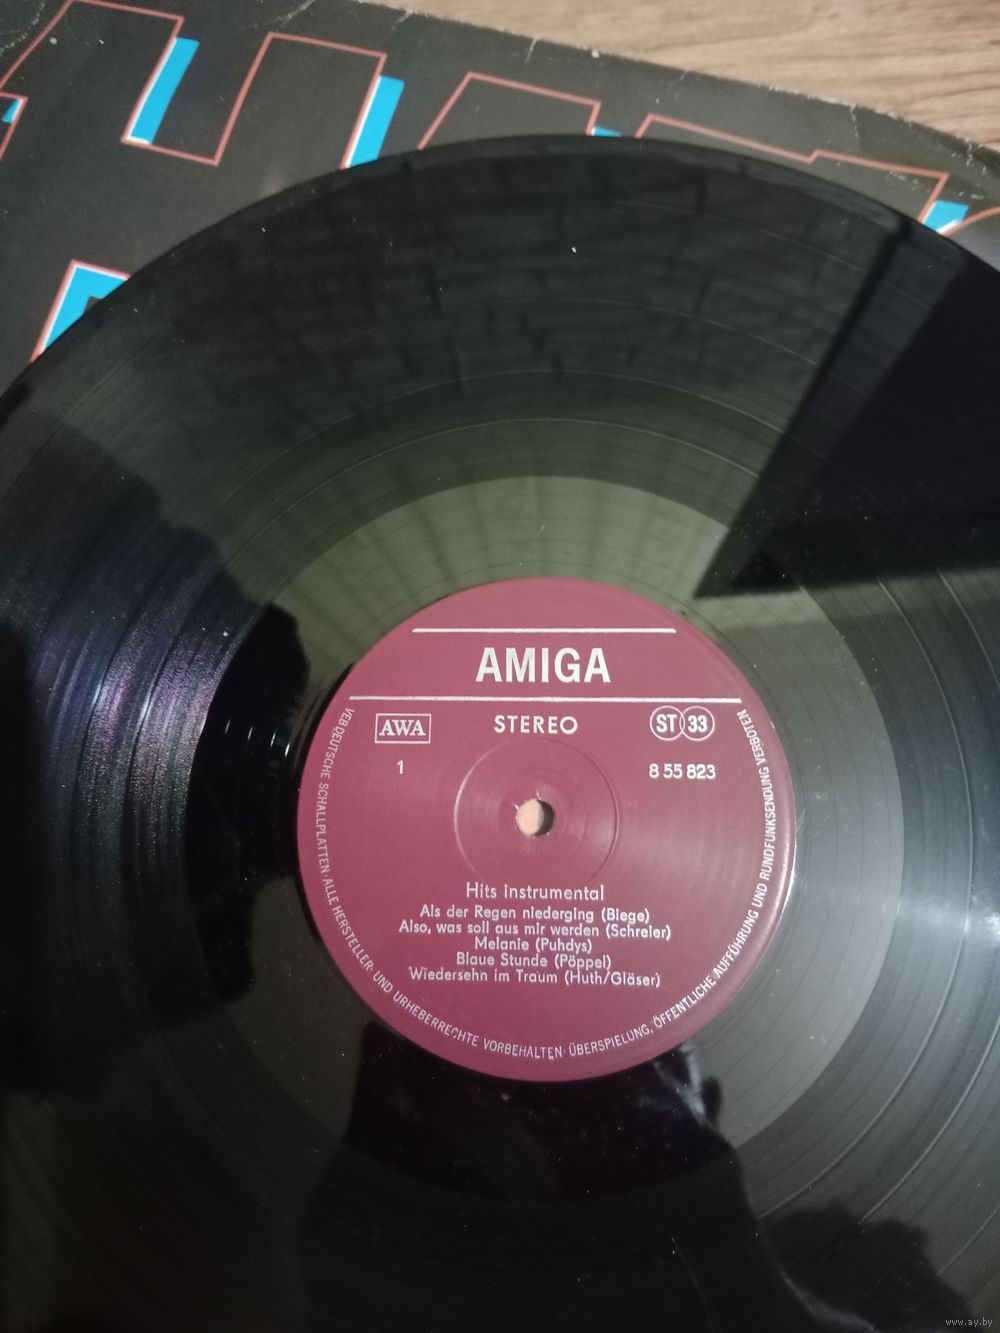 AMIGA
AWA
STEREO
ST 33
1
8 55 823
Hits instrumental
Als der Regen niederging (Biege)
Also, was soll aus mir werden (Schreier)
Melanie (Puhdys)
Blaue Stunde (Pöppel)
Wiedersehn im Traum (Huth/Gläser)
VEB DEUTSCHE SCHALLPLATTEN · ALLE HERSTELLER- UND URHEBERRECHTE VORBEHALTEN · ÜBERSPIELUNG, ÖFFENTLICHE AUFFÜHRUNG UND RUNDFUNKSENDUNG VERBOTEN
www.ay.by